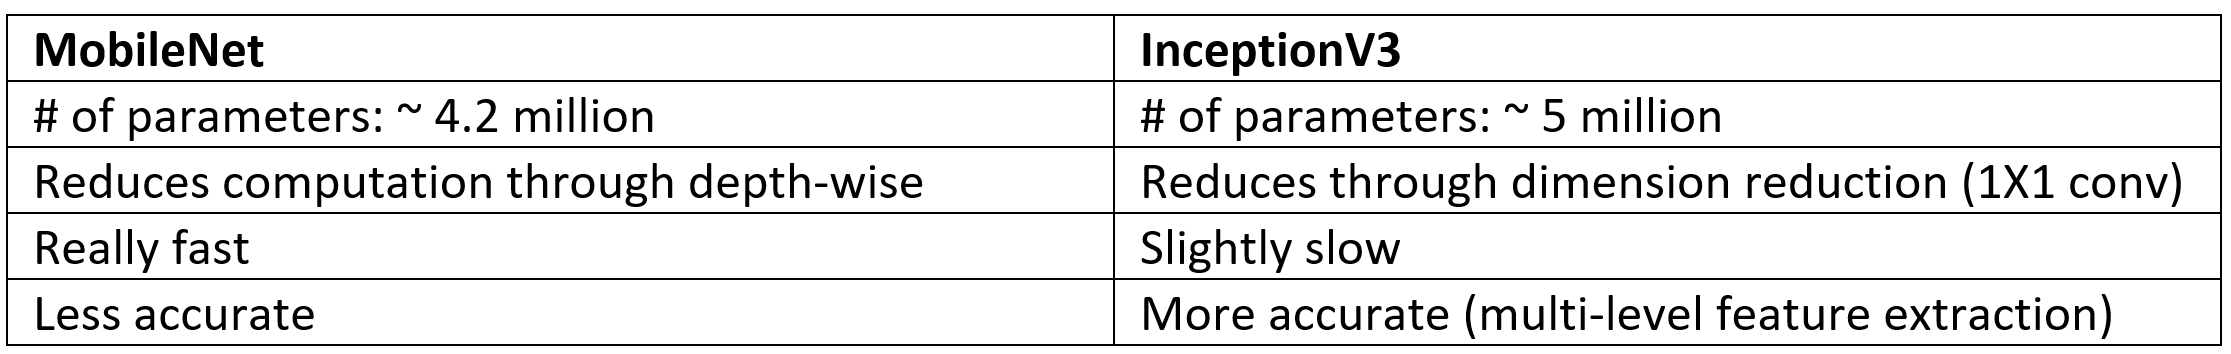 MobileNet
InceptionV3
# of parameters: ~ 4.2 million
# of parameters: ~ 5 million
Reduces computation through depth-wise
Reduces through dimension reduction (1X1 conv)
Really fast
Slightly slow
Less accurate
More accurate (multi-level feature extraction)